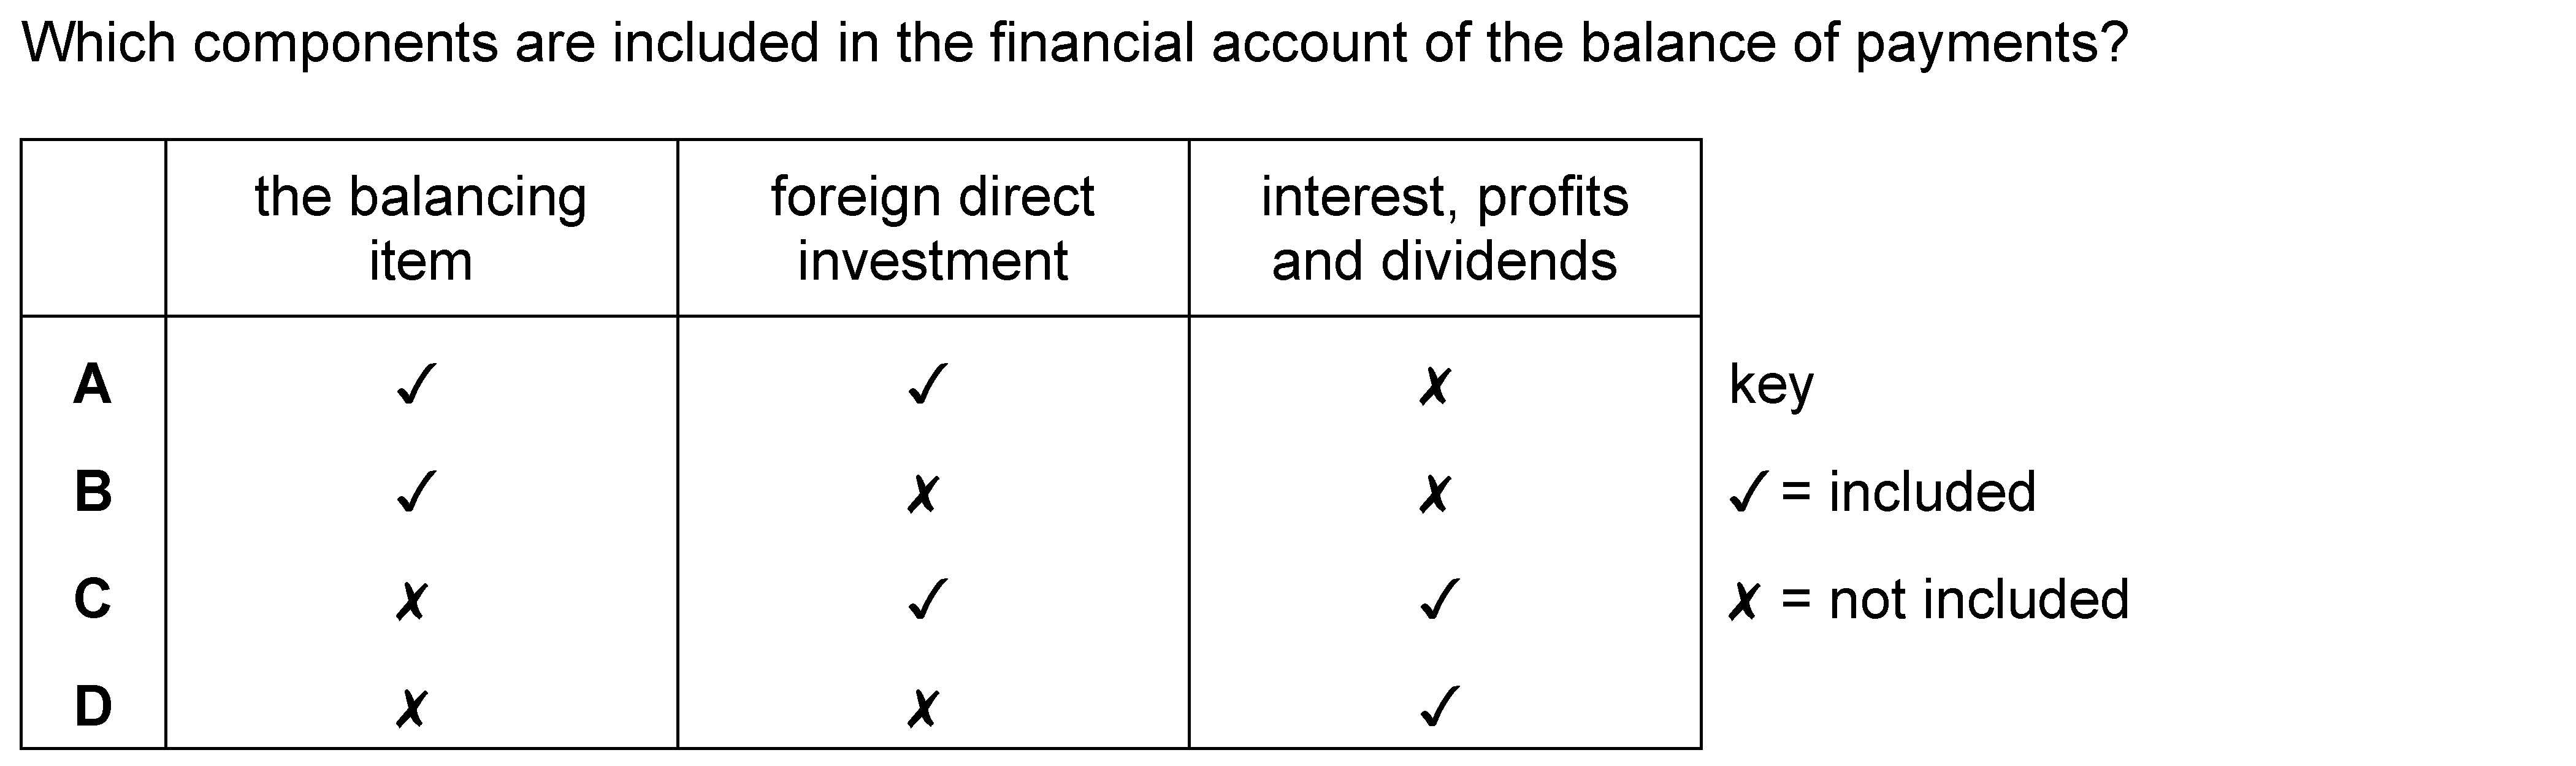 Which components are included in the financial account of the balance of payments?
the balancing item foreign direct investment interest, profits and dividends
A ✓ ✓ ✗ key
B ✓ ✗ ✗ ✓ = included
C ✗ ✓ ✓ ✗ = not included
D ✗ ✗ ✓